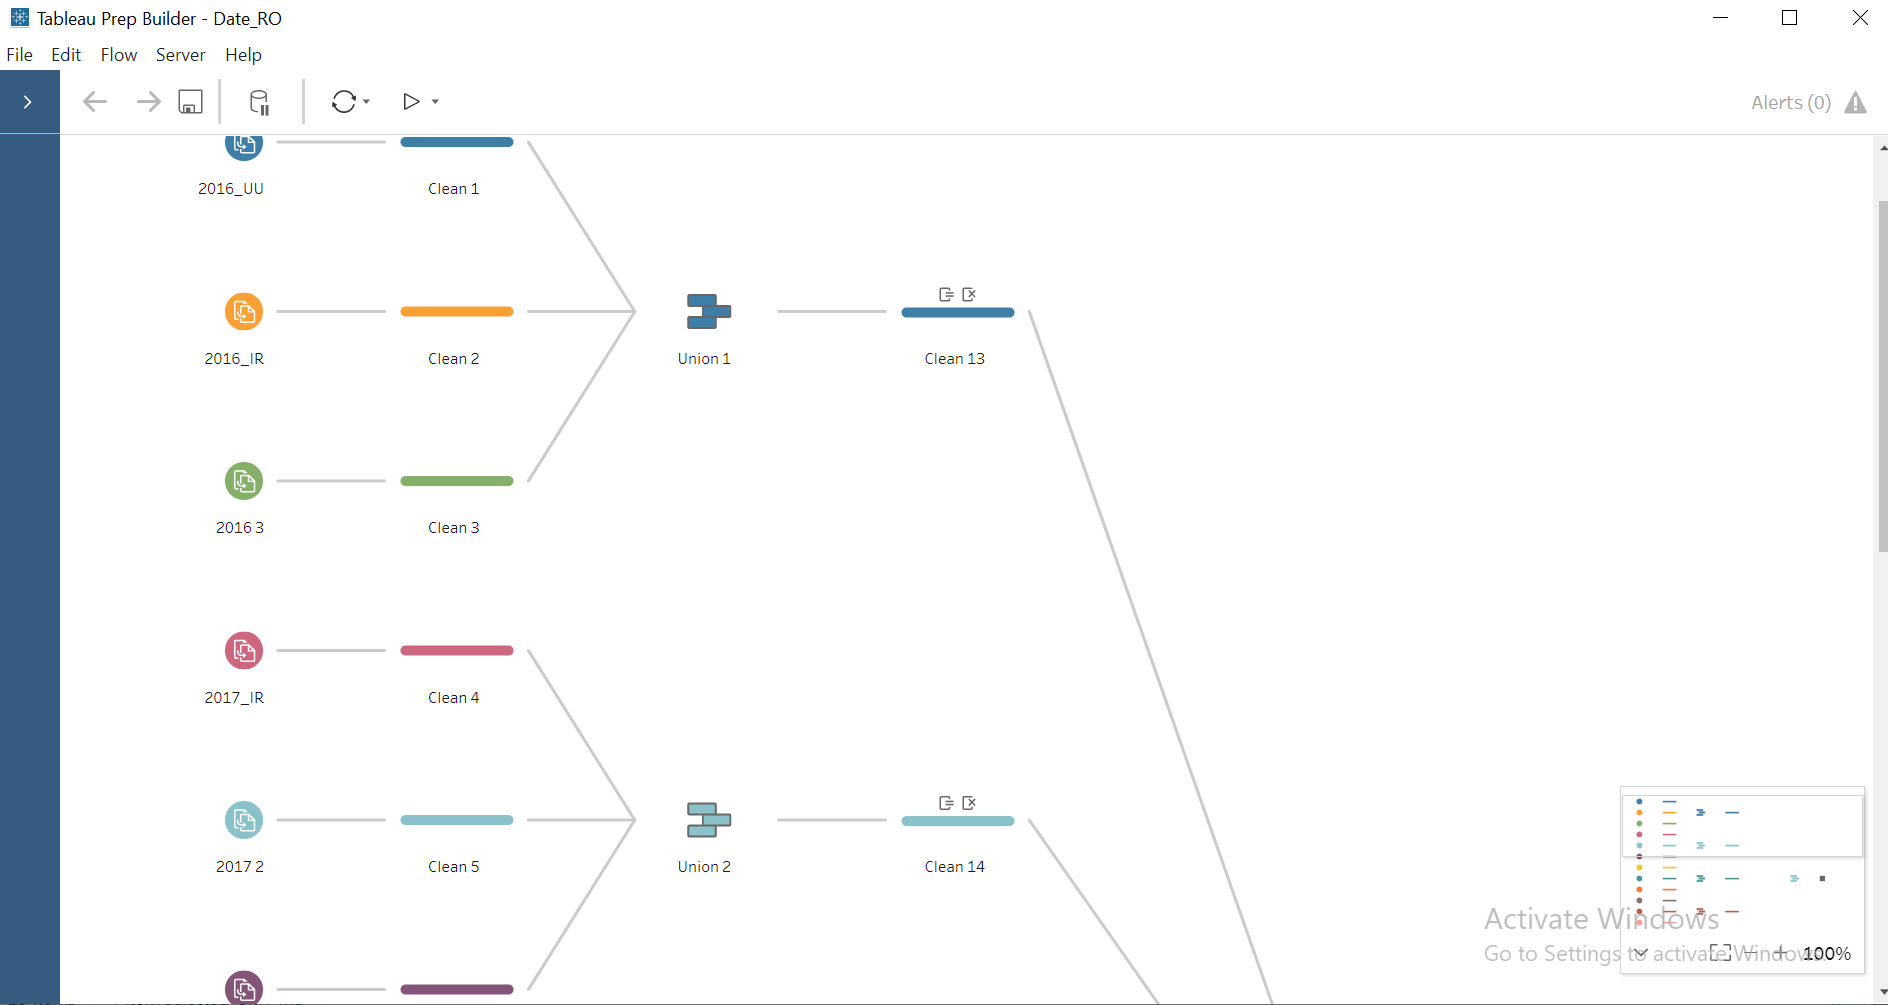 Tableau Prep Builder - Date_RO
File Edit Flow Server Help
Alerts (0)
2016_UU Clean 1
2016_IR Clean 2 Union 1 Clean 13
2016 3 Clean 3
2017_IR Clean 4
2017 2 Clean 5 Union 2 Clean 14
Activate Windows
Go to Settings to activate Windows.
100%